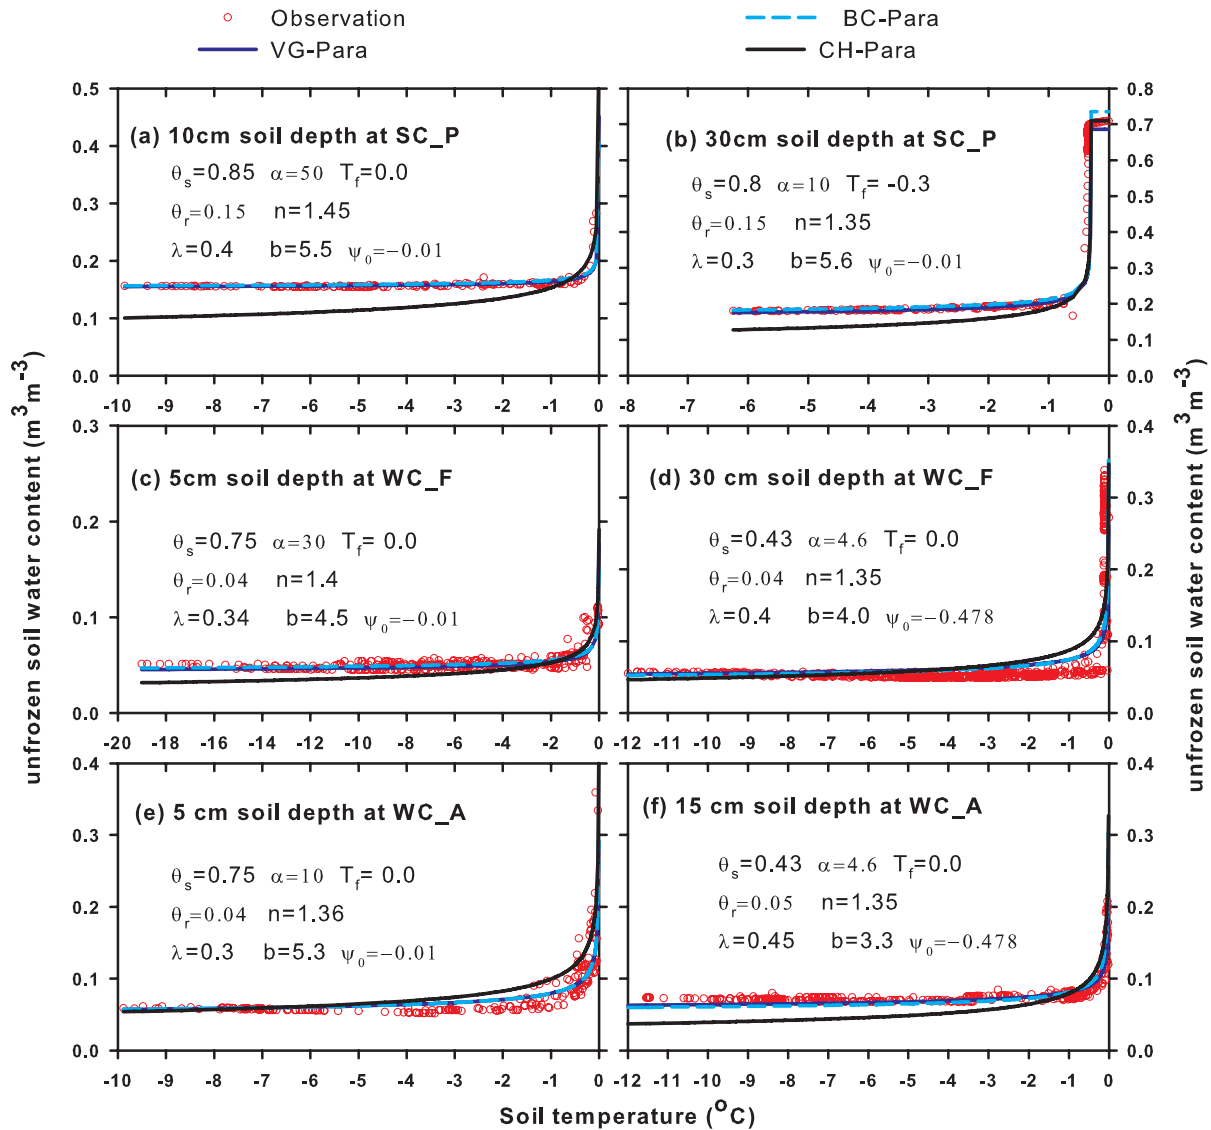 Observation
BC-Para
VG-Para
CH-Para
0.5
0.4
0.3
0.2
0.1
0.0
(a) 10cm soil depth at SC_P
θs=0.85 α=50 Tf=0.0
θr=0.15 n=1.45
λ=0.4 b=5.5 ψ0=−0.01
-10 -9 -8 -7 -6 -5 -4 -3 -2 -1 0
0.8
0.7
0.6
0.5
0.4
0.3
0.2
0.1
0.0
(b) 30cm soil depth at SC_P
θs=0.8 α=10 Tf= -0.3
θr=0.15 n=1.35
λ=0.3 b=5.6 ψ0=−0.01
-8 -7 -6 -5 -4 -3 -2 -1 0
0.3
0.2
0.1
0.0
(c) 5cm soil depth at WC_F
θs=0.75 α=30 Tf= 0.0
θr=0.04 n=1.4
λ=0.34 b=4.5 ψ0=−0.01
-20 -18 -16 -14 -12 -10 -8 -6 -4 -2 0
0.4
0.3
0.2
0.1
0.0
(d) 30 cm soil depth at WC_F
θs=0.43 α=4.6 Tf= 0.0
θr=0.04 n=1.35
λ=0.4 b=4.0 ψ0=−0.478
-12 -11 -10 -9 -8 -7 -6 -5 -4 -3 -2 -1 0
0.4
0.3
0.2
0.1
0.0
(e) 5 cm soil depth at WC_A
θs=0.75 α=10 Tf= 0.0
θr=0.04 n=1.36
λ=0.3 b=5.3 ψ0=−0.01
-10 -9 -8 -7 -6 -5 -4 -3 -2 -1 0
0.4
0.3
0.2
0.1
0.0
(f) 15 cm soil depth at WC_A
θs=0.43 α=4.6 Tf=0.0
θr=0.05 n=1.35
λ=0.45 b=3.3 ψ0=−0.478
-12 -11 -10 -9 -8 -7 -6 -5 -4 -3 -2 -1 0
unfrozen soil water content (m³m⁻³)
unfrozen soil water content (m³m⁻³)
Soil temperature (°C)